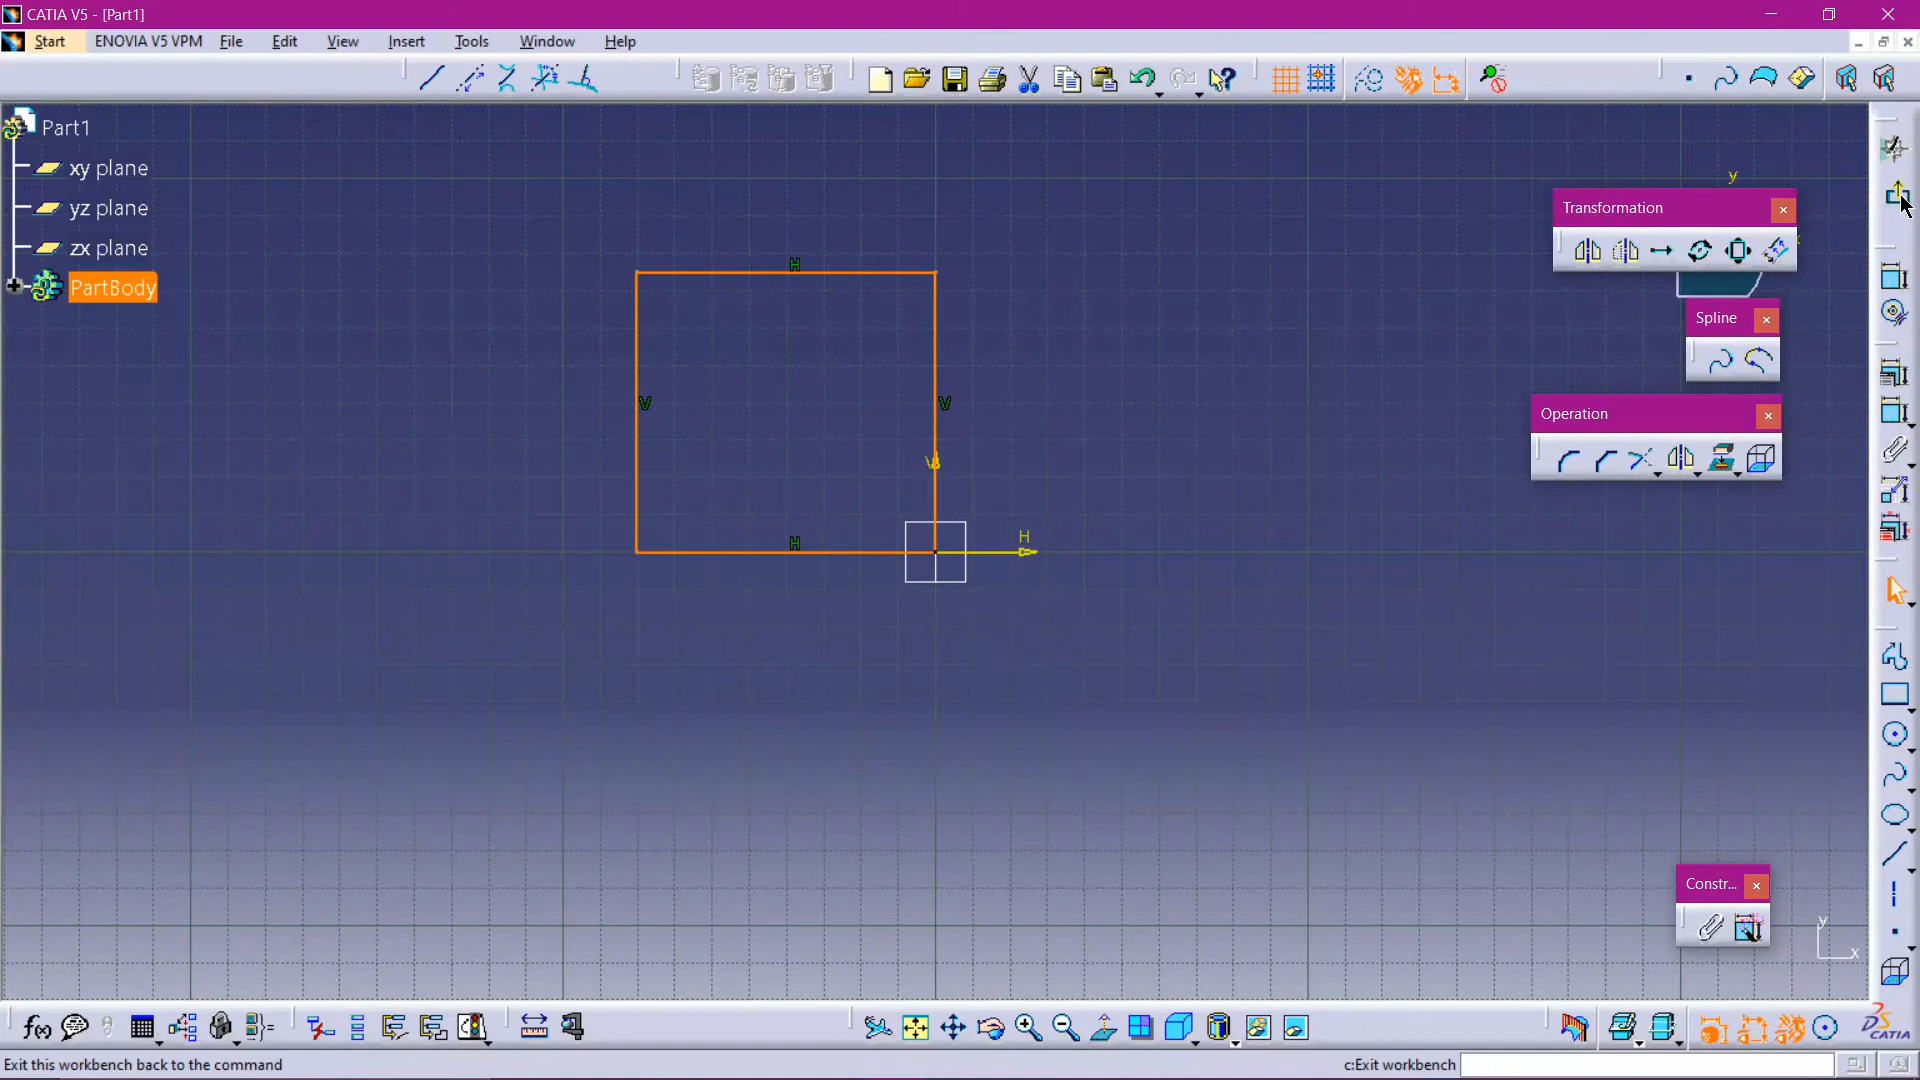 CATIA V5 - [Part1]
Start ENOVIA V5 VPM File Edit View Insert Tools Window Help
Part1
xy plane
yz plane
zx plane
PartBody
y
Transformation
Spline
Operation
H
V V
V
H
H
Constr...
y
x
f(x)
CATIA
Exit this workbench back to the command
c:Exit workbench